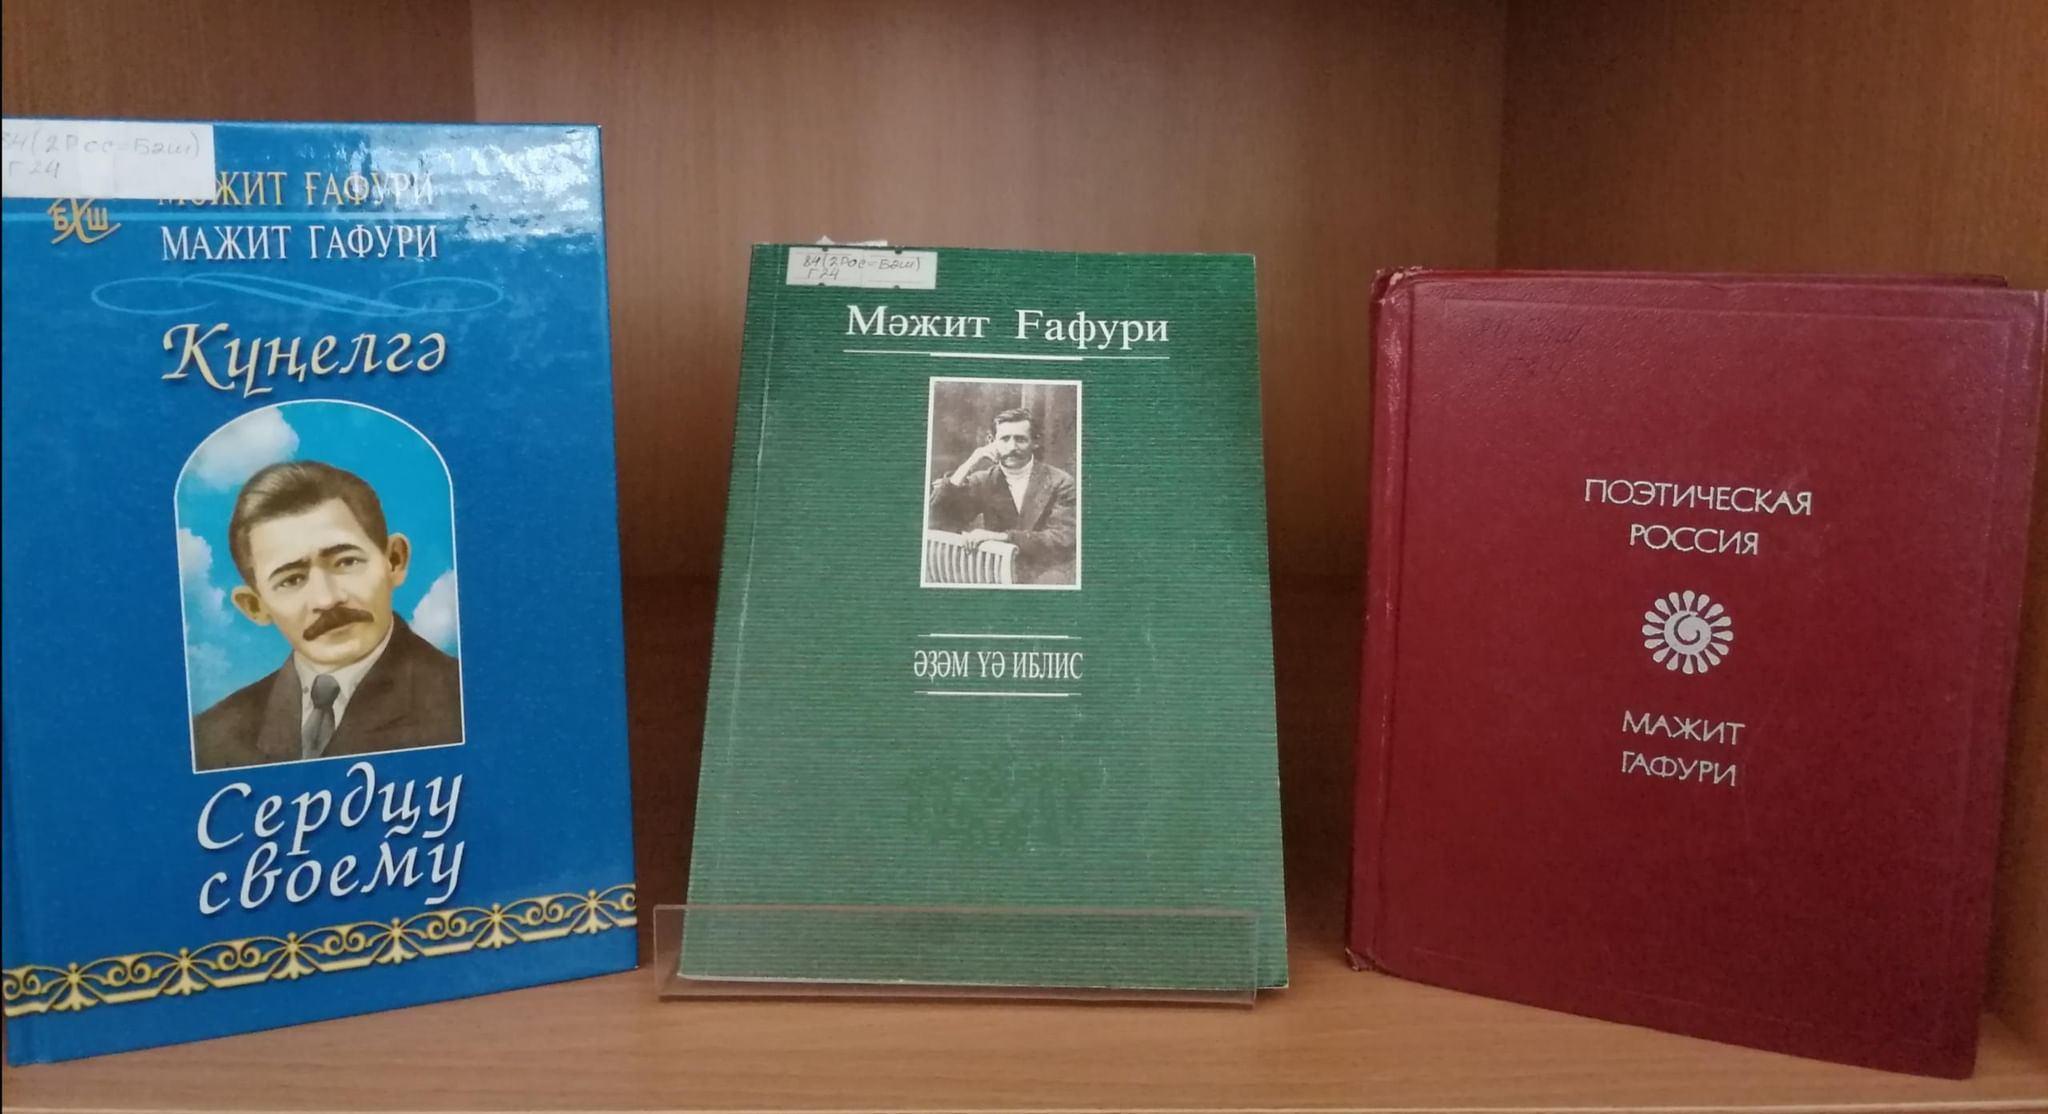 84(2Рос=Баш)
Г24
БХШ
МӘЖИТ ҒАФУРИ
МАЖИТ ГАФУРИ
Күңелгә
Сердцу
своему
84(2Рос=Баш)
Г24
Мәжит Ғафури
ӘҘӘМ ҮӘ ИБЛИС
ПОЭТИЧЕСКАЯ
РОССИЯ
МАЖИТ
ГАФУРИ